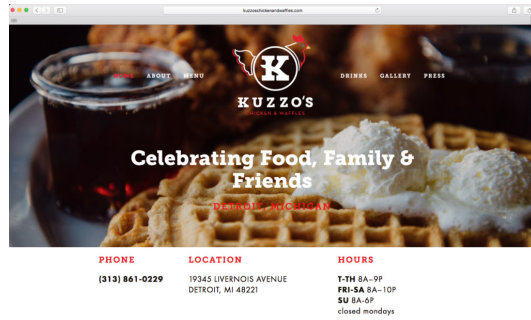 kuzzoschickenandwaffles.com
HOME ABOUT MENU
K
KUZZO'S
CHICKEN & WAFFLES
DRINKS GALLERY PRESS
Celebrating Food, Family &
Friends
DETROIT, MICHIGAN
PHONE
(313) 861-0229
LOCATION
19345 LIVERNOIS AVENUE
DETROIT, MI 48221
HOURS
T-TH 8A–9P
FRI-SA 8A–10P
SU 8A-6P
closed mondays